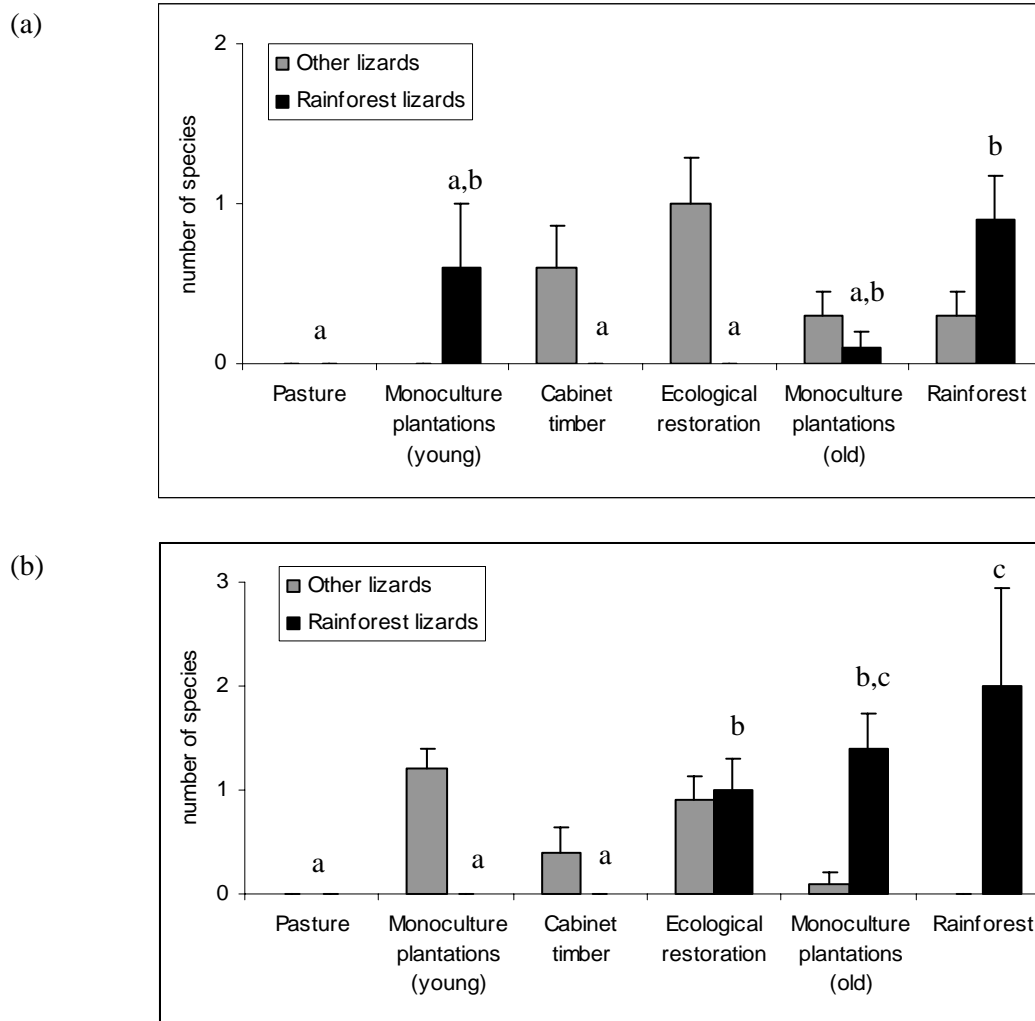 (a)
2
Other lizards
Rainforest lizards
number of species
1
0
a
a,b
a
a
a,b
b
Pasture
Monoculture
plantations
(young)
Cabinet
timber
Ecological
restoration
Monoculture
plantations
(old)
Rainforest
(b)
3
Other lizards
Rainforest lizards
number of species
2
1
0
a
a
a
b
b,c
c
Pasture
Monoculture
plantations
(young)
Cabinet
timber
Ecological
restoration
Monoculture
plantations
(old)
Rainforest